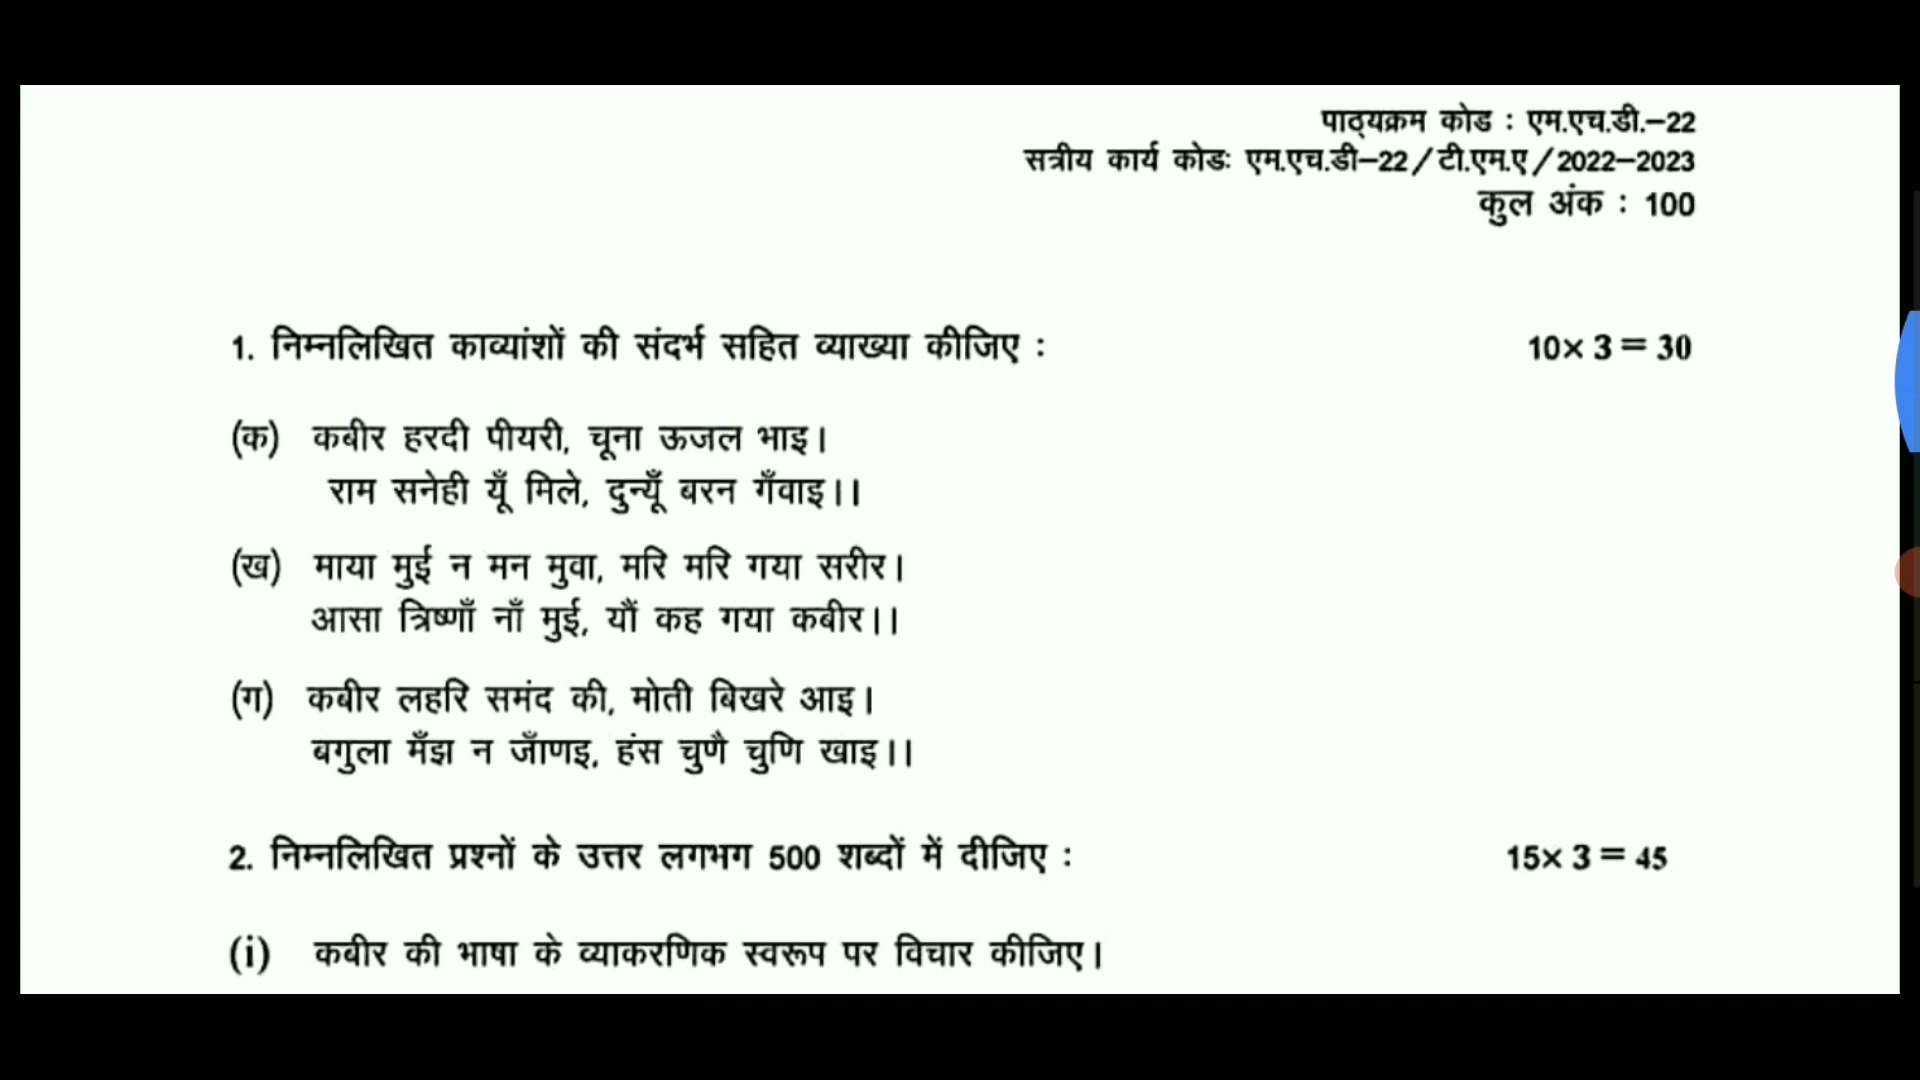 पाठ्यक्रम कोड : एम.एच.डी.–22
सत्रीय कार्य कोडः एम.एच.डी–22/टी.एम.ए/2022–2023
कुल अंक : 100
1. निम्नलिखित काव्यांशों की संदर्भ सहित व्याख्या कीजिए : 10× 3 = 30
(क) कबीर हरदी पीयरी, चूना ऊजल भाइ।
राम सनेही यूँ मिले, दुन्यूँ बरन गँवाइ।।
(ख) माया मुई न मन मुवा, मरि मरि गया सरीर।
आसा त्रिष्णाँ नाँ मुई, यौं कह गया कबीर।।
(ग) कबीर लहरि समंद की, मोती बिखरे आइ।
बगुला मँझ न जाँणइ, हंस चुणै चुणि खाइ।।
2. निम्नलिखित प्रश्नों के उत्तर लगभग 500 शब्दों में दीजिए : 15× 3 = 45
(i) कबीर की भाषा के व्याकरणिक स्वरूप पर विचार कीजिए।